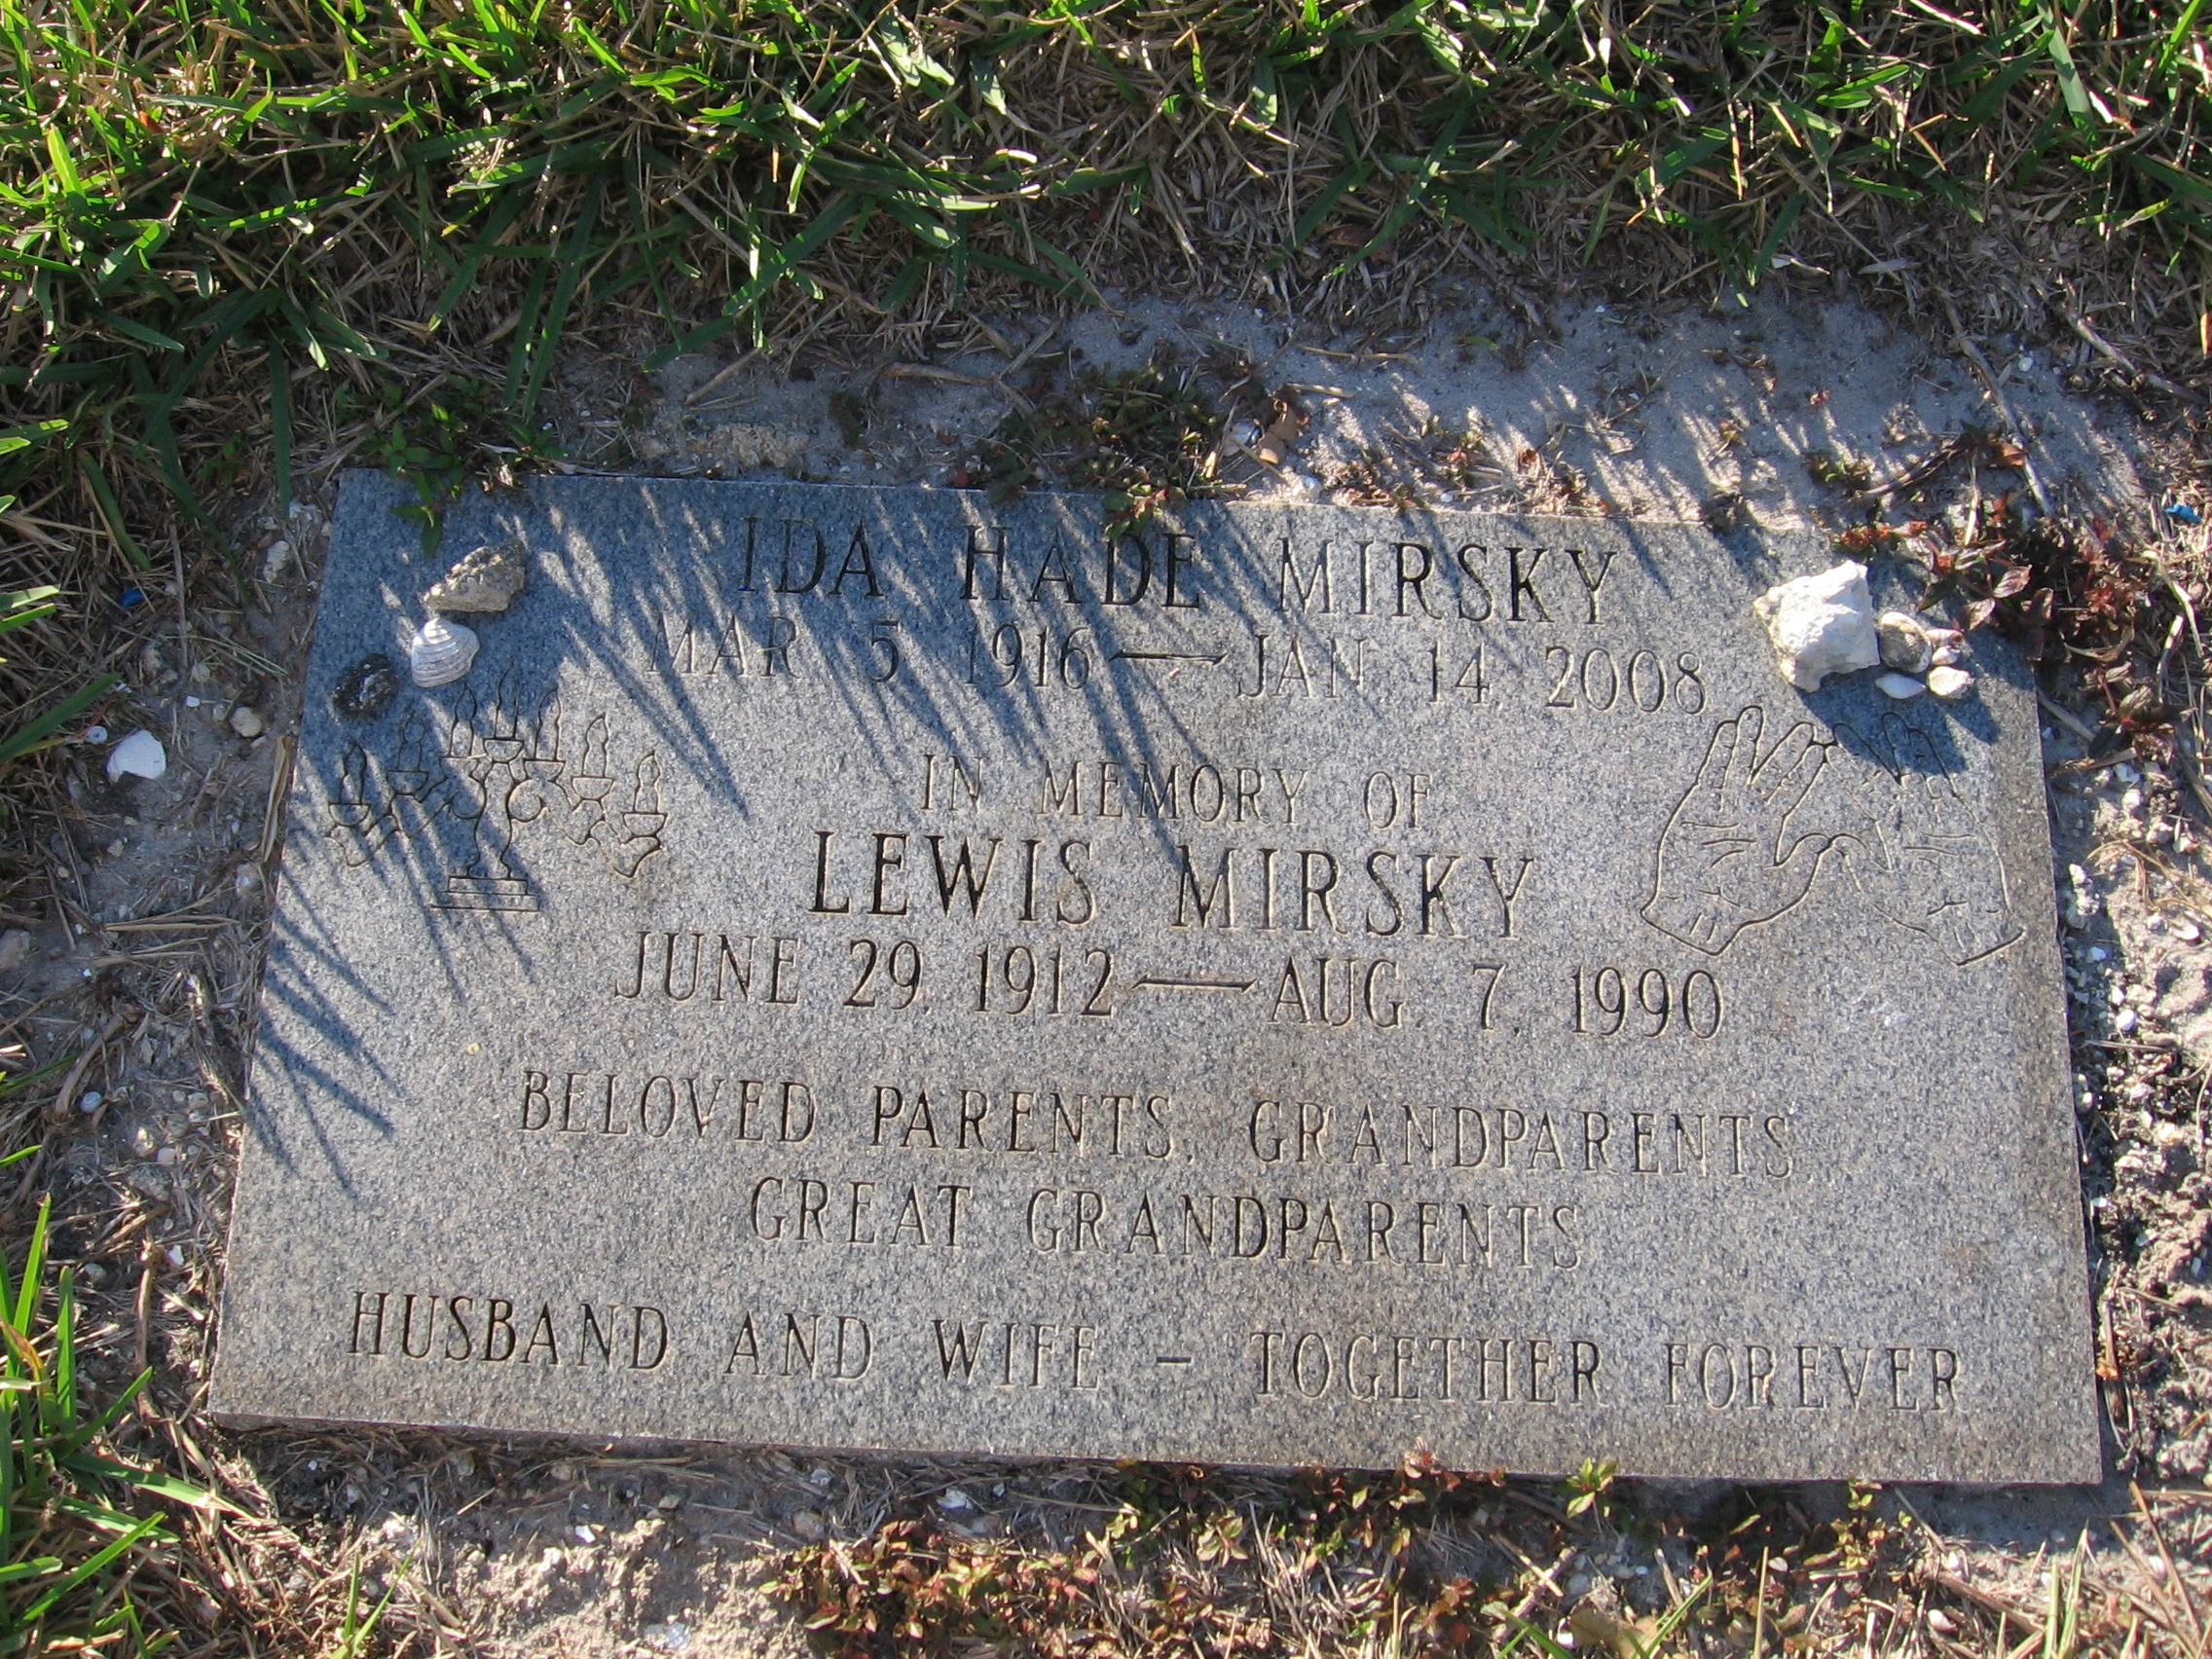 IDA HADE MIRSKY
MAR 5 1916 — JAN 14, 2008
IN MEMORY OF
LEWIS MIRSKY
JUNE 29, 1912 — AUG. 7, 1990
BELOVED PARENTS, GRANDPARENTS
GREAT GRANDPARENTS
HUSBAND AND WIFE - TOGETHER FOREVER